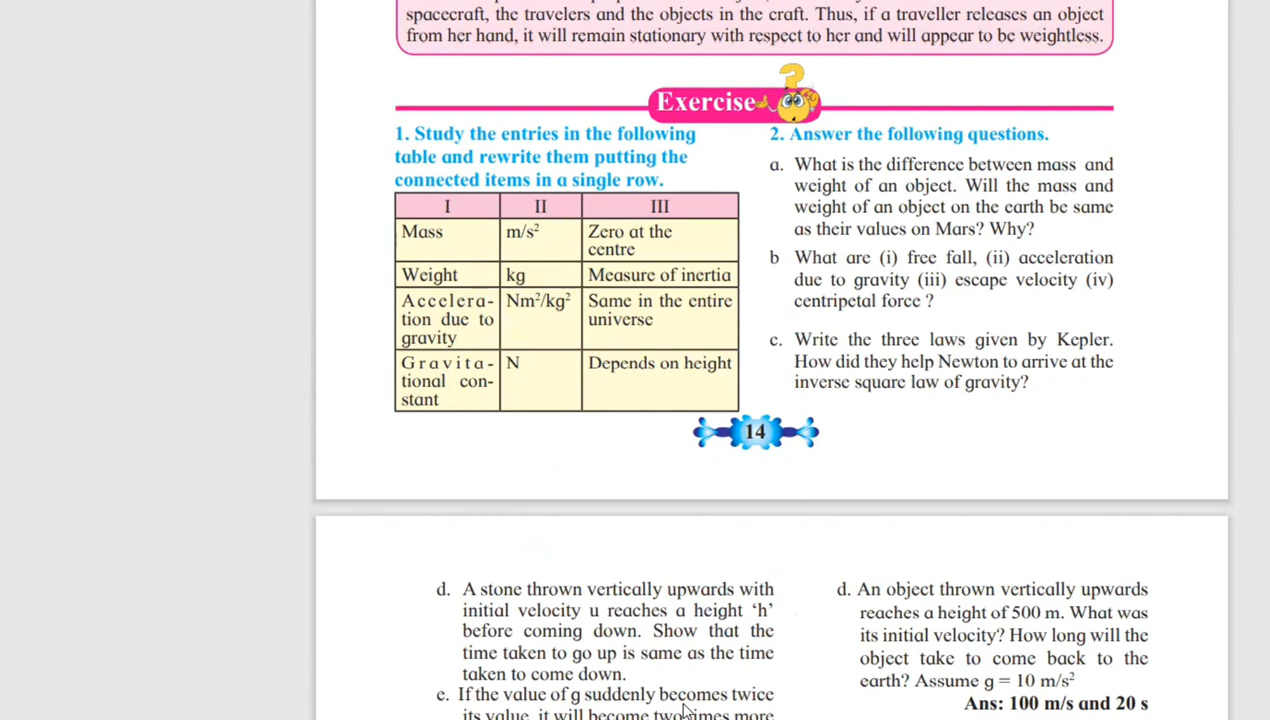 spacecraft, the travelers and the objects in the craft. Thus, if a traveller releases an object
from her hand, it will remain stationary with respect to her and will appear to be weightless.
Exercise
1. Study the entries in the following
table and rewrite them putting the
connected items in a single row.
I II III
Mass m/s² Zero at the
centre
Weight kg Measure of inertia
Accelera- Nm²/kg² Same in the entire
tion due to universe
gravity
Gravita- N Depends on height
tional con-
stant
2. Answer the following questions.
a. What is the difference between mass and
weight of an object. Will the mass and
weight of an object on the earth be same
as their values on Mars? Why?
b What are (i) free fall, (ii) acceleration
due to gravity (iii) escape velocity (iv)
centripetal force ?
c. Write the three laws given by Kepler.
How did they help Newton to arrive at the
inverse square law of gravity?
14
d. A stone thrown vertically upwards with
initial velocity u reaches a height ‘h’
before coming down. Show that the
time taken to go up is same as the time
taken to come down.
e. If the value of g suddenly becomes twice
its value, it will become two times more
d. An object thrown vertically upwards
reaches a height of 500 m. What was
its initial velocity? How long will the
object take to come back to the
earth? Assume g = 10 m/s²
Ans: 100 m/s and 20 s